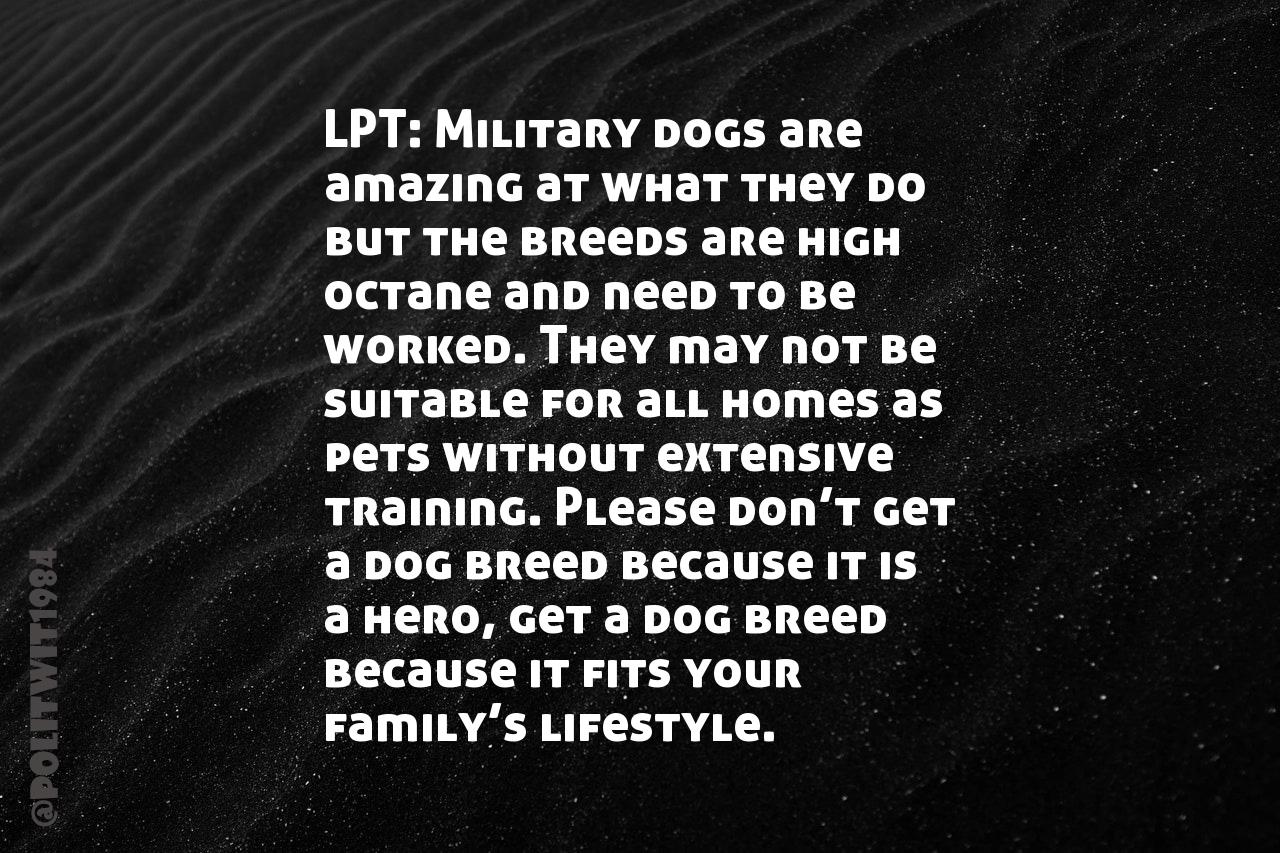 LPT: Military dogs are
amazing at what they do
but the breeds are high
octane and need to be
worked. They may not be
suitable for all homes as
pets without extensive
training. Please don’t get
a dog breed because it is
a hero, get a dog breed
because it fits your
family’s lifestyle.
@POLITWIT1984